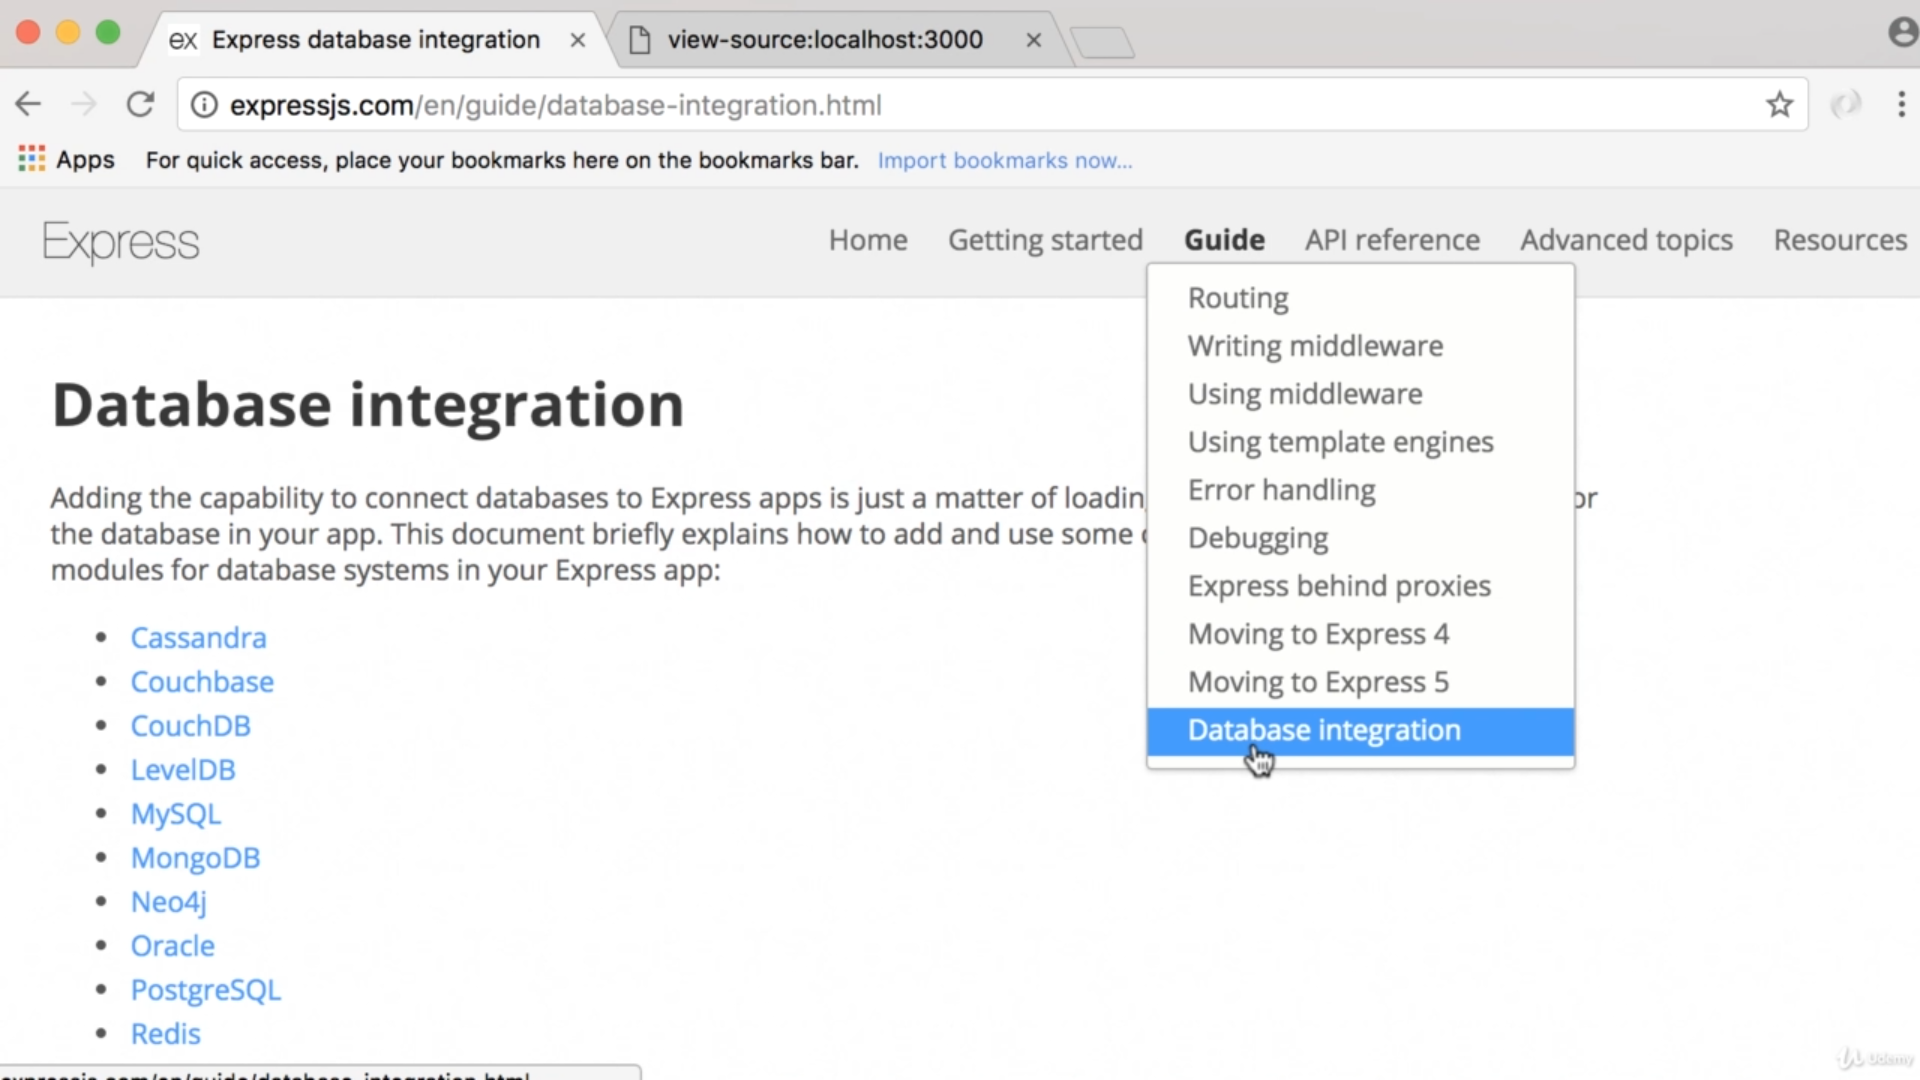 ex Express database integration
view-source:localhost:3000
expressjs.com/en/guide/database-integration.html
Apps For quick access, place your bookmarks here on the bookmarks bar. Import bookmarks now...
Express
Home Getting started Guide API reference Advanced topics Resources
Routing
Writing middleware
Using middleware
Using template engines
Error handling
Debugging
Express behind proxies
Moving to Express 4
Moving to Express 5
Database integration
Database integration
Adding the capability to connect databases to Express apps is just a matter of
the database in your app. This document briefly explains how to add and use some
modules for database systems in your Express app:
Cassandra
Couchbase
CouchDB
LevelDB
MySQL
MongoDB
Neo4j
Oracle
PostgreSQL
Redis
Udemy